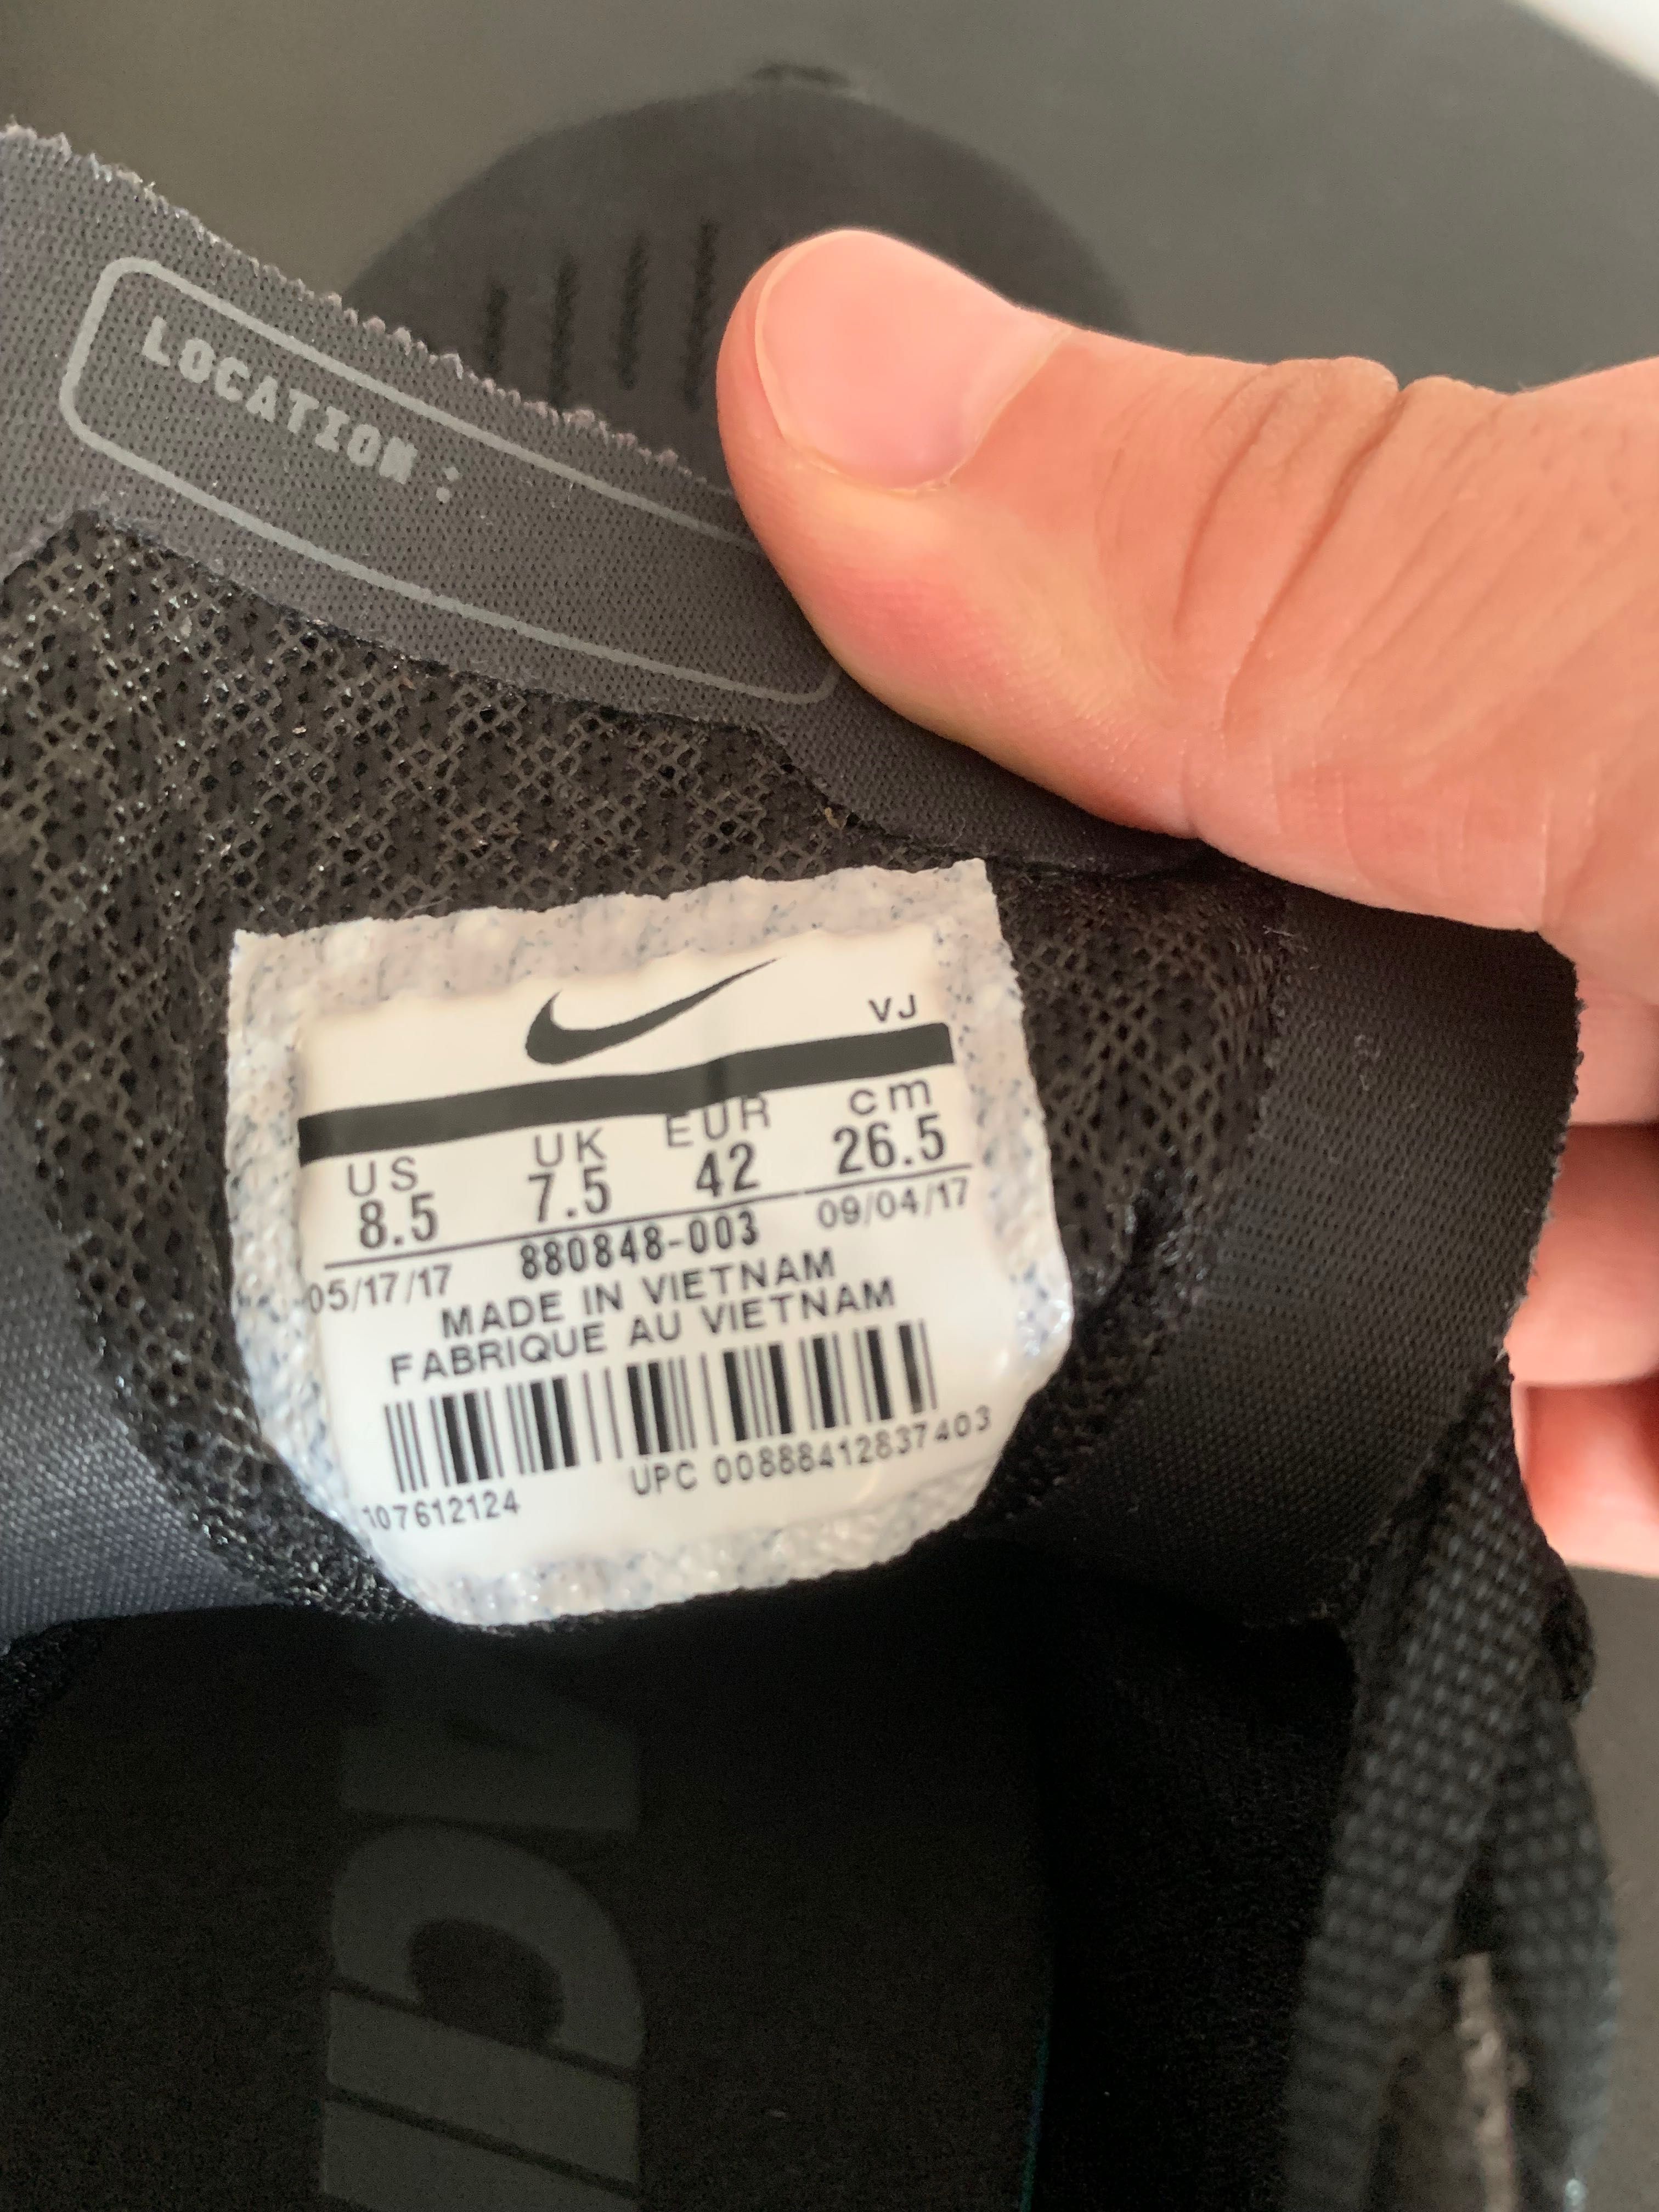 LOCATION :
VJ
US UK EUR cm
8.5 7.5 42 26.5
05/17/17 880848-003 09/04/17
MADE IN VIETNAM
FABRIQUE AU VIETNAM
107612124 UPC 00888412837403